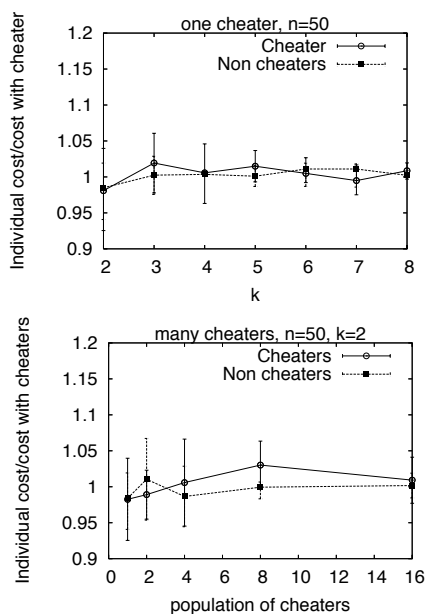 one cheater, n=50
Cheater
Non cheaters
Individual cost/cost with cheater
1.2
1.15
1.1
1.05
1
0.95
0.9
2 3 4 5 6 7 8
k
many cheaters, n=50, k=2
Cheaters
Non cheaters
Individual cost/cost with cheaters
1.2
1.15
1.1
1.05
1
0.95
0.9
0 2 4 6 8 10 12 14 16
population of cheaters